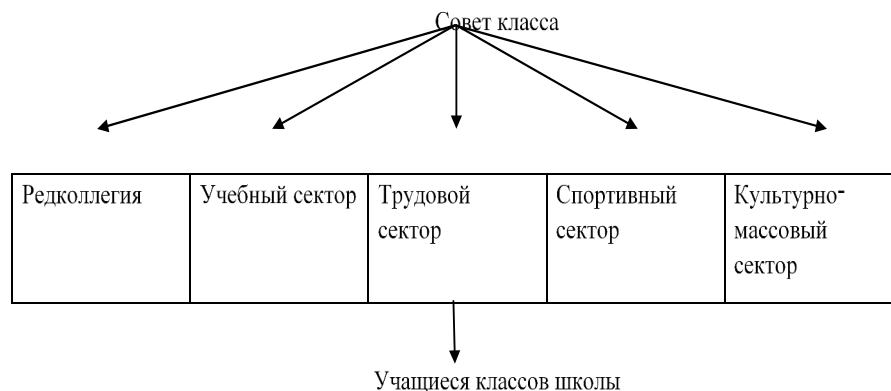 Совет класса
Редколлегия
Учебный сектор
Трудовой
сектор
Спортивный
сектор
Культурно-
массовый
сектор
Учащиеся классов школы